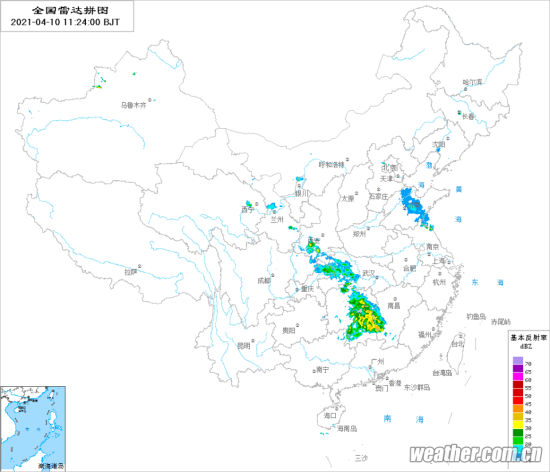 全国雷达拼图
2021-04-10 11:24:00 BJT
哈尔滨
长春
乌鲁木齐
沈阳
呼和浩特
北京
渤
天津
海
银川
太原
石家庄
黄
海
西宁
兰州
郑州
南京
上海
合肥
武汉
拉萨
成都
杭州
东 海
重庆
南昌
钓鱼岛
赤尾屿
贵阳
福州
昆明
台北
基本反射率
dBZ
70
65
60
55
50
45
40
35
30
25
20
广州
南宁
台湾岛
香港
澳门
东沙群岛
海口
海南岛
南 海
三沙
南海诸岛
weather.com.cn